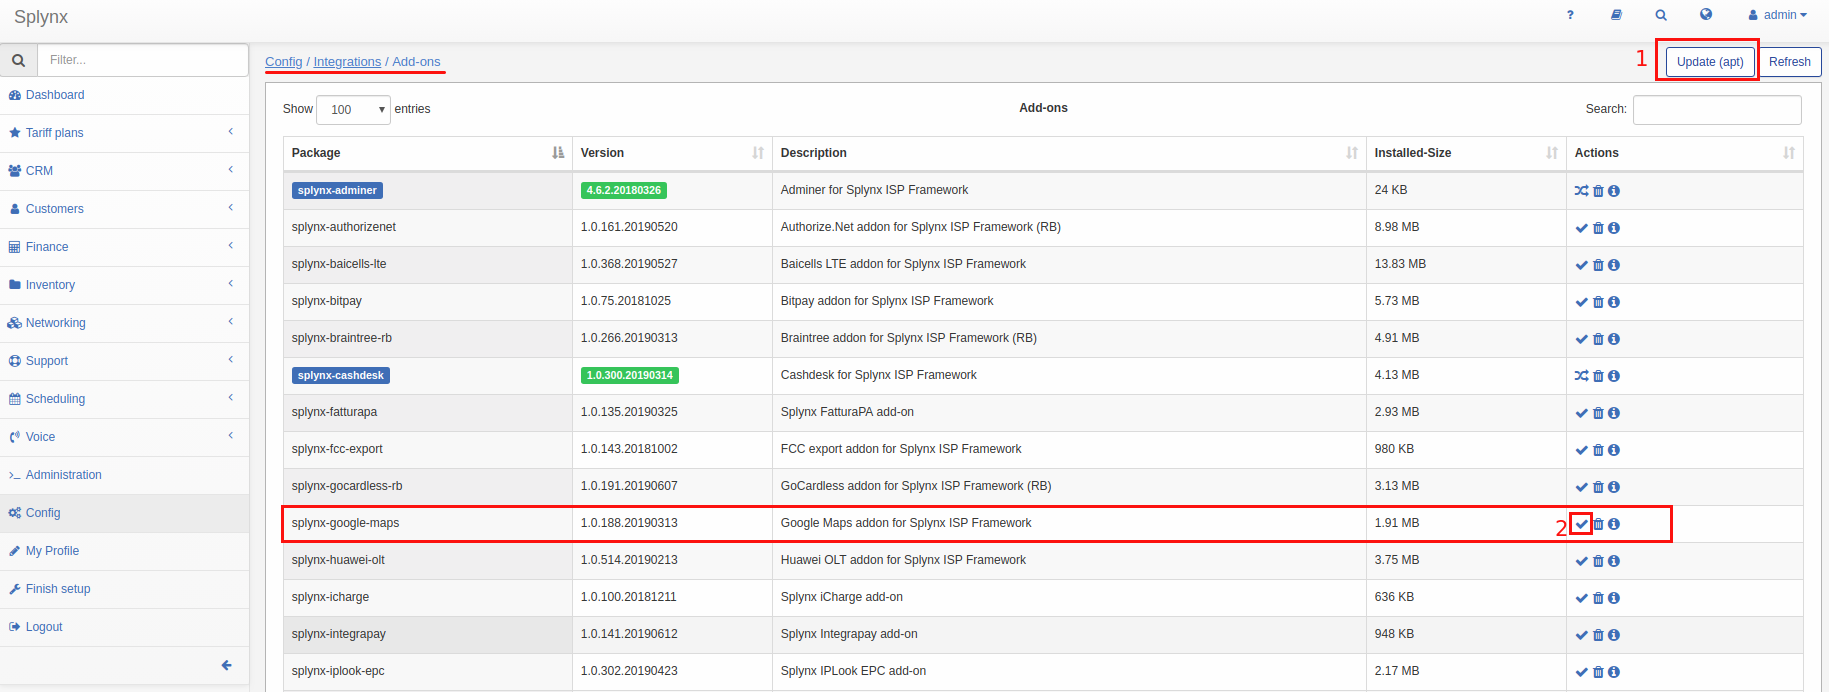 Splynx
? admin
Filter...
Config / Integrations / Add-ons
1
Update (apt)
Refresh
Dashboard
Tariff plans
CRM
Customers
Finance
Inventory
Networking
Support
Scheduling
Voice
Administration
Config
My Profile
Finish setup
Logout
Show 100 entries
Add-ons
Search:
Package Version Description Installed-Size Actions
splynx-adminer 4.6.2.20180326 Adminer for Splynx ISP Framework 24 KB
splynx-authorizenet 1.0.161.20190520 Authorize.Net addon for Splynx ISP Framework (RB) 8.98 MB
splynx-baicells-lte 1.0.368.20190527 Baicells LTE addon for Splynx ISP Framework 13.83 MB
splynx-bitpay 1.0.75.20181025 Bitpay addon for Splynx ISP Framework 5.73 MB
splynx-braintree-rb 1.0.266.20190313 Braintree addon for Splynx ISP Framework (RB) 4.91 MB
splynx-cashdesk 1.0.300.20190314 Cashdesk for Splynx ISP Framework 4.13 MB
splynx-fatturapa 1.0.135.20190325 Splynx FatturaPA add-on 2.93 MB
splynx-fcc-export 1.0.143.20181002 FCC export addon for Splynx ISP Framework 980 KB
splynx-gocardless-rb 1.0.191.20190607 GoCardless addon for Splynx ISP Framework (RB) 3.13 MB
splynx-google-maps 1.0.188.20190313 Google Maps addon for Splynx ISP Framework 1.91 MB 2
splynx-huawei-olt 1.0.514.20190213 Huawei OLT addon for Splynx ISP Framework 3.75 MB
splynx-icharge 1.0.100.20181211 Splynx iCharge add-on 636 KB
splynx-integrapay 1.0.141.20190612 Splynx Integrapay add-on 948 KB
splynx-iplook-epc 1.0.302.20190423 Splynx IPLook EPC add-on 2.17 MB